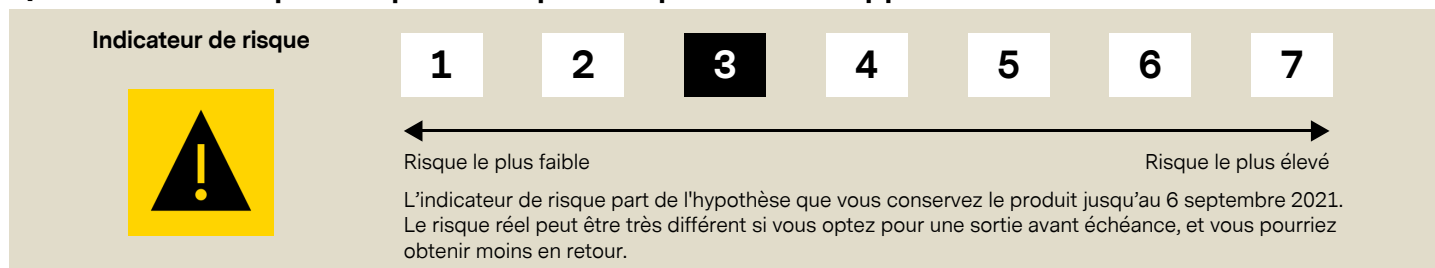 Indicateur de risque
1 2 3 4 5 6 7
Risque le plus faible
Risque le plus élevé
L’indicateur de risque part de l'hypothèse que vous conservez le produit jusqu’au 6 septembre 2021.
Le risque réel peut être très différent si vous optez pour une sortie avant échéance, et vous pourriez
obtenir moins en retour.